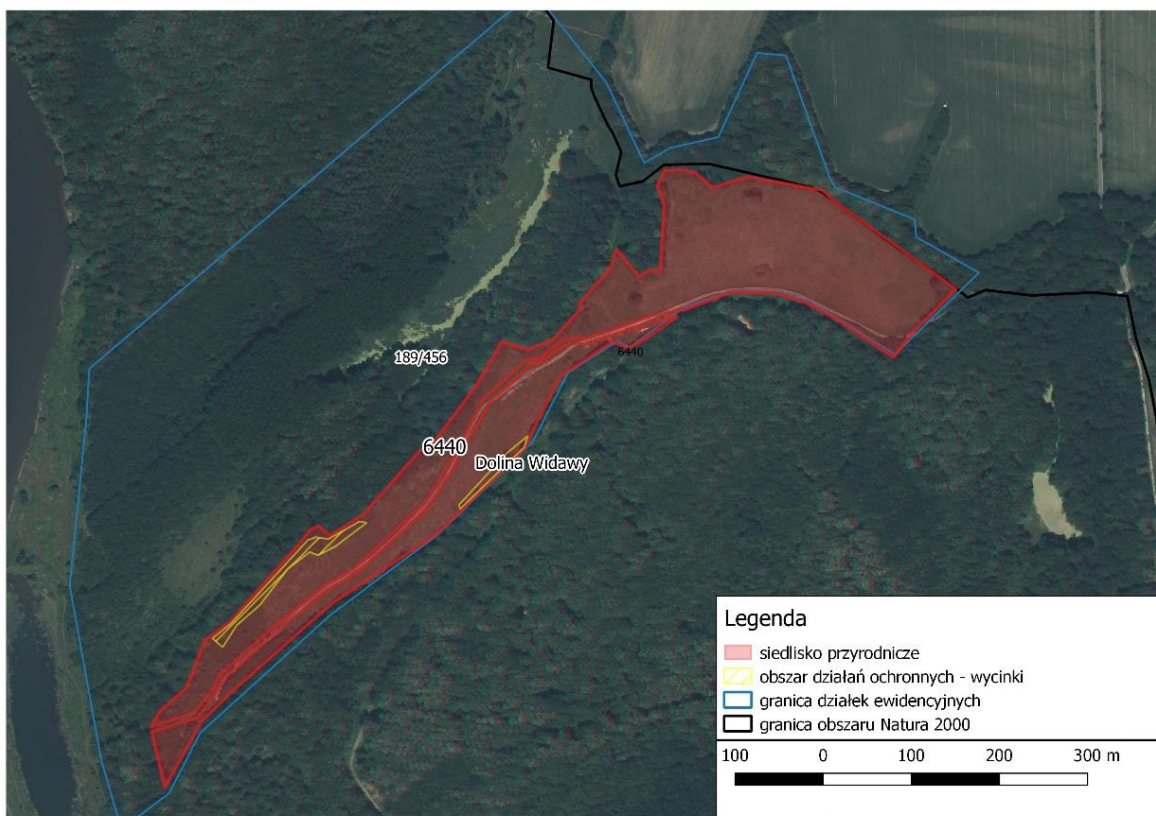 6440
189/456
6440
Dolina Widawy
Legenda
siedlisko przyrodnicze
obszar działań ochronnych - wycinki
granica działek ewidencyjnych
granica obszaru Natura 2000
100 0 100 200 300 m